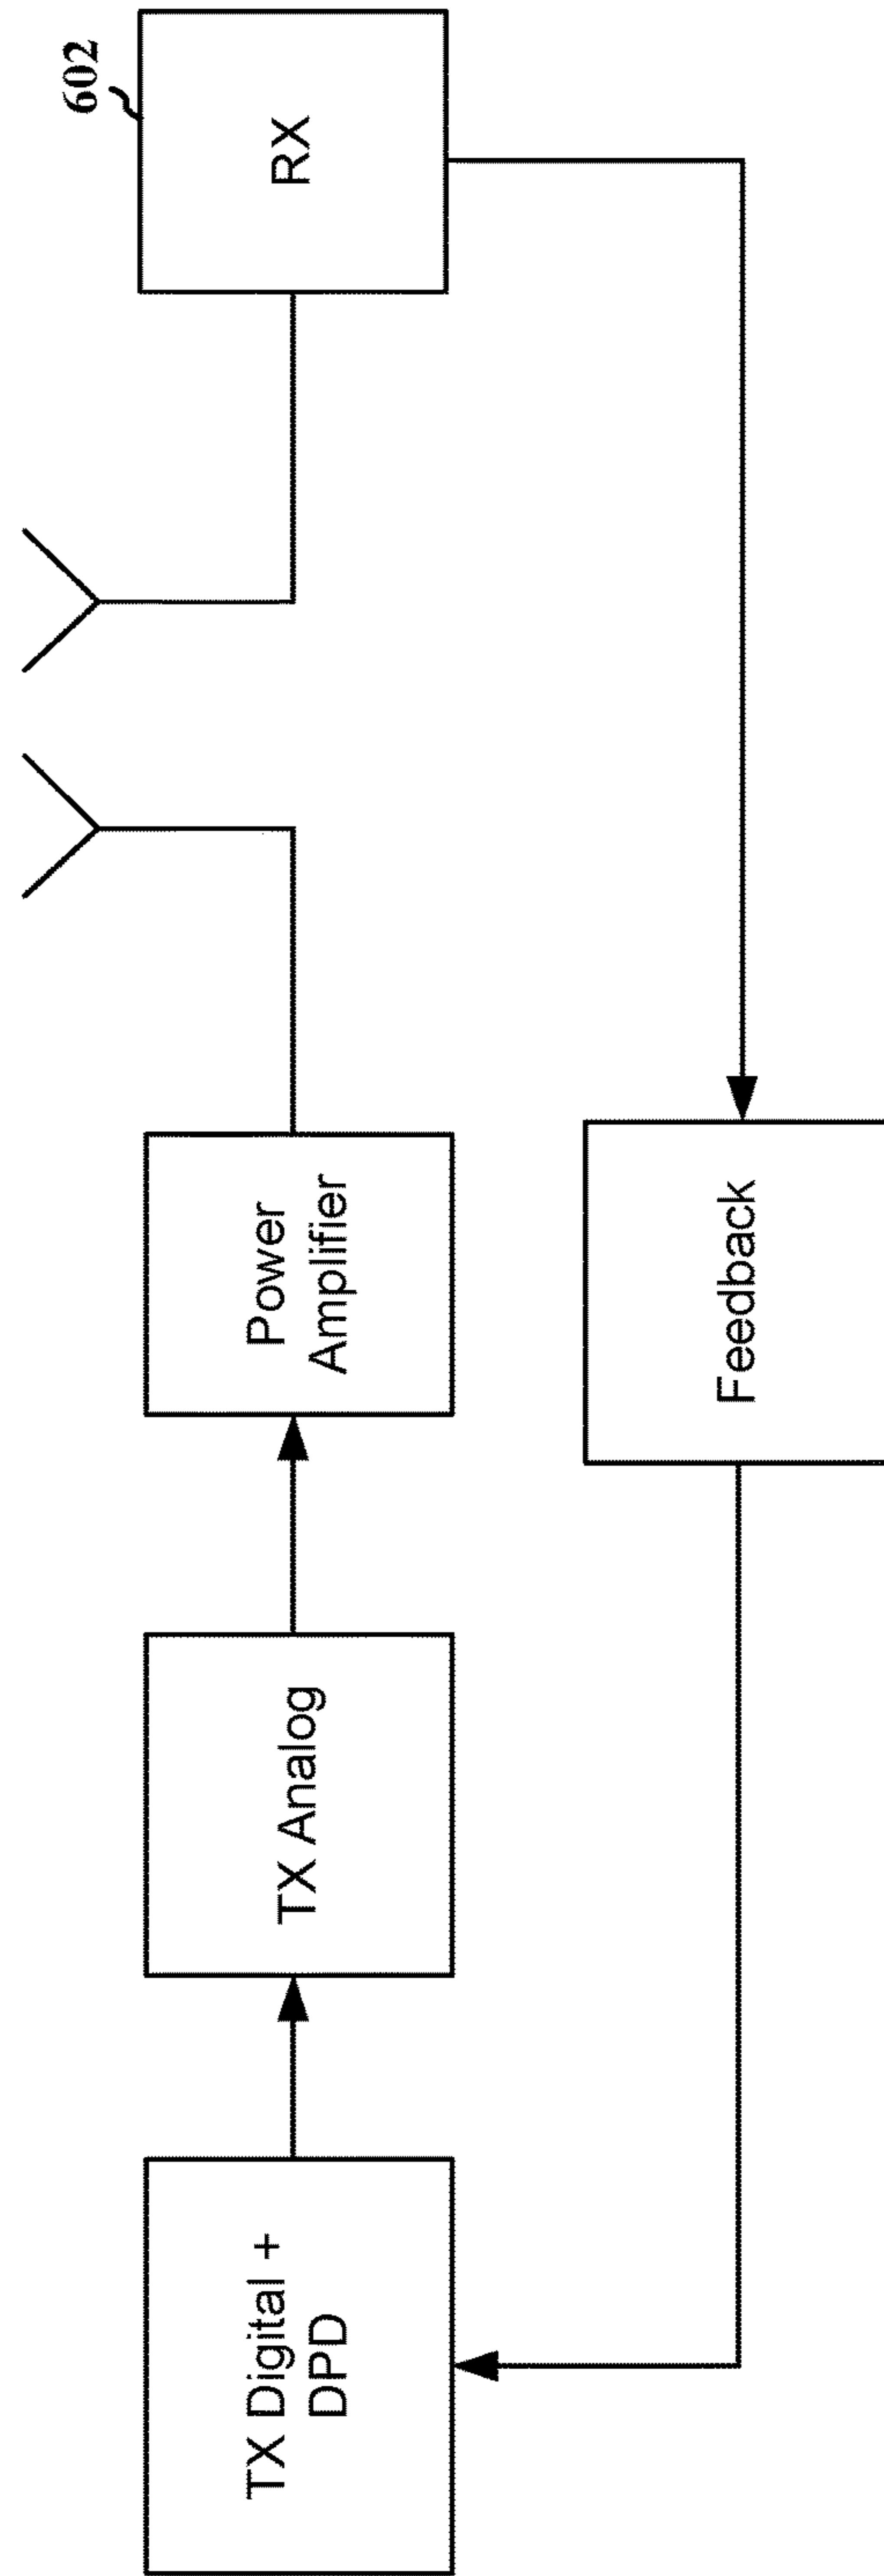 TX Digital +
DPD
TX Analog
Power
Amplifier
RX
602
Feedback